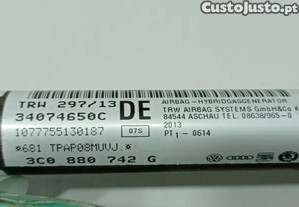 CustoJusto.pt
TRW 297/13 DE
34074650C
1077755130187 07S
*681 TPAP08MUVVJ.*
3C0 880 742 G
AIRBAG-HYBRIDGASGENERATOR
TRW AIRBAG SYSTEMS GmbH&Co K
84544 ASCHAU TEL. 08638/965-0
2013
PT1-0614